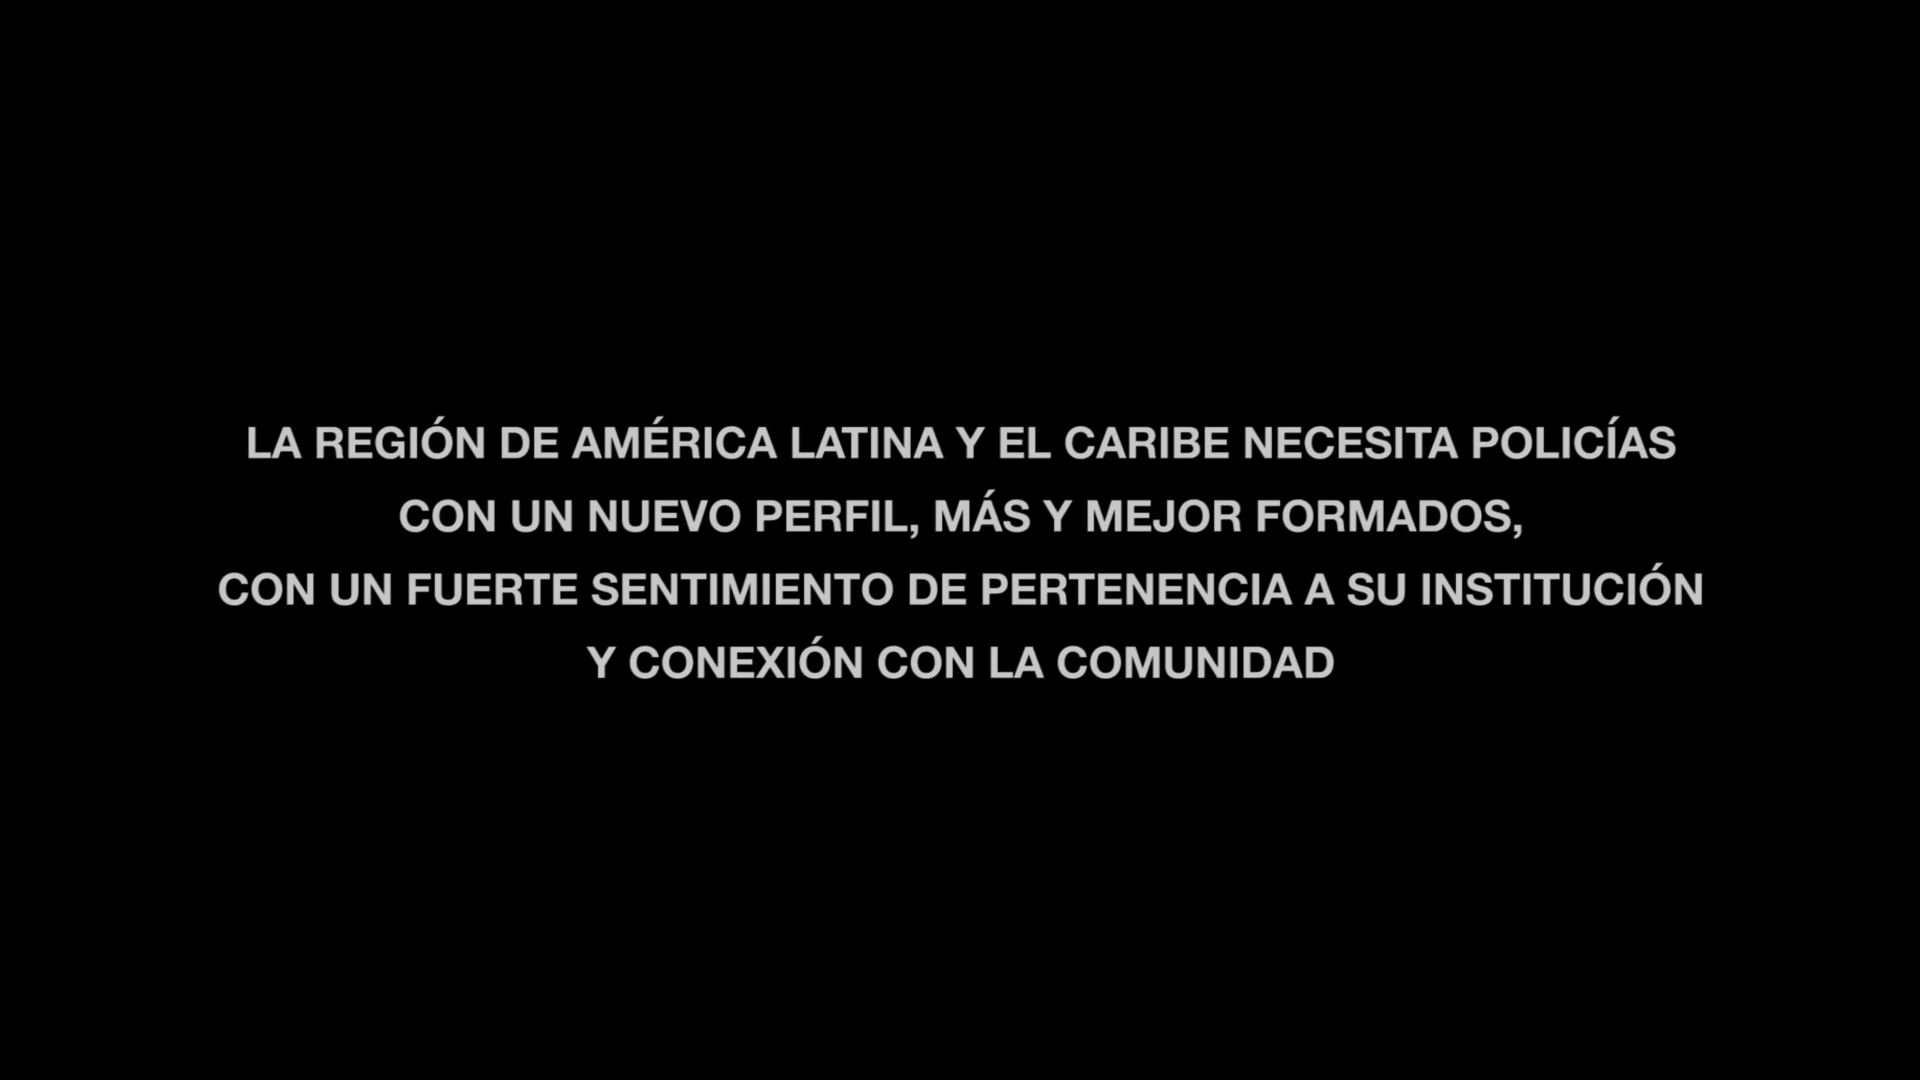 LA REGIÓN DE AMÉRICA LATINA Y EL CARIBE NECESITA POLICÍAS
CON UN NUEVO PERFIL, MÁS Y MEJOR FORMADOS,
CON UN FUERTE SENTIMIENTO DE PERTENENCIA A SU INSTITUCIÓN
Y CONEXIÓN CON LA COMUNIDAD